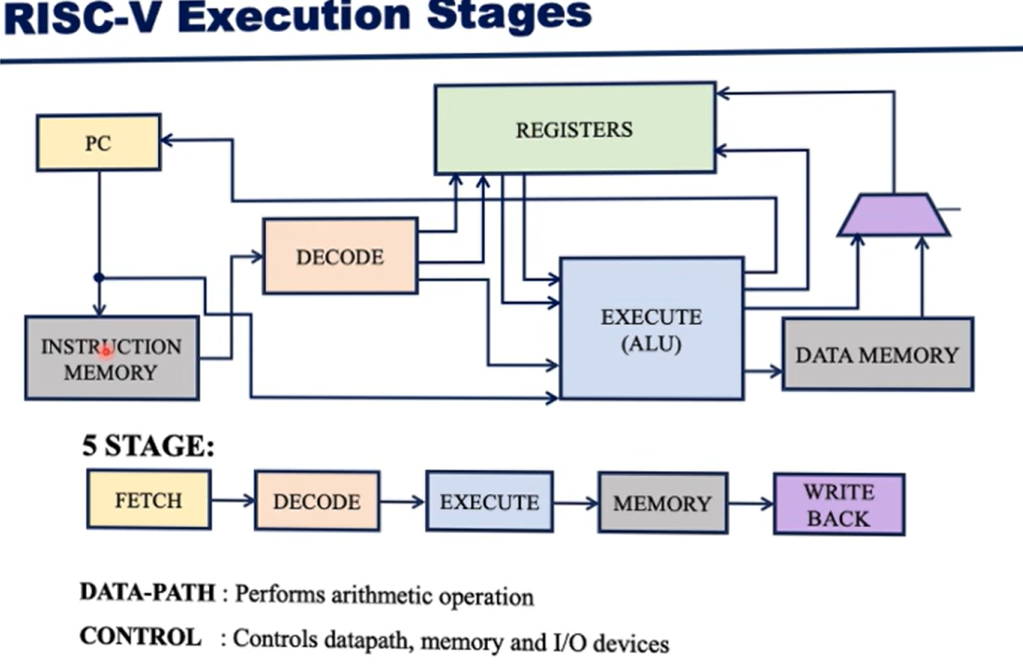 RISC-V Execution Stages
REGISTERS
PC
DECODE
EXECUTE
(ALU)
INSTRUCTION
MEMORY
DATA MEMORY
5 STAGE:
FETCH
DECODE
EXECUTE
MEMORY
WRITE
BACK
DATA-PATH : Performs arithmetic operation
CONTROL : Controls datapath, memory and I/O devices